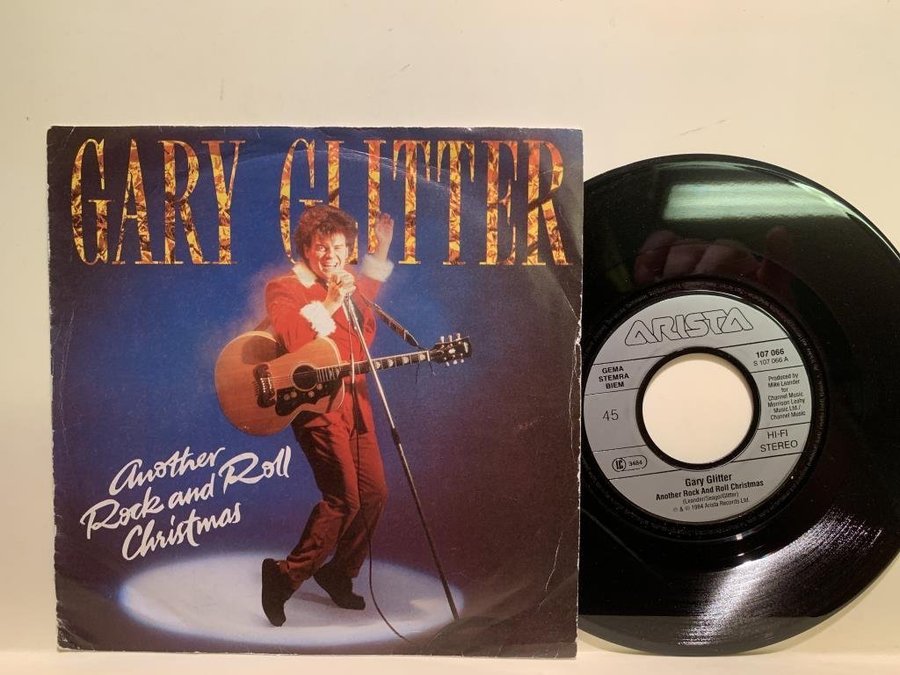 GARY GLITTER
Another
Rock and Roll
Christmas
ARISTA
GEMA
STEMRA
BIEM
45
LC 3484
107 066
S 107 066 A
Produced by
Mike Leander
for
Channel Music
Morrison Leahy
Music Ltd./
Channel Music
HI-FI
STEREO
Gary Glitter
Another Rock And Roll Christmas
(Leander/Seago/Glitter)
℗ & © 1984 Arista Records Ltd.